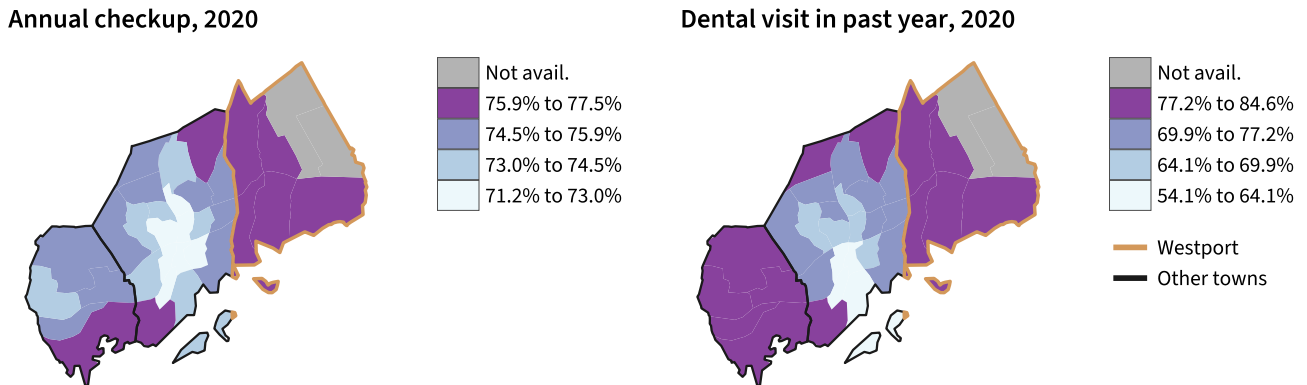 Annual checkup, 2020
Not avail.
75.9% to 77.5%
74.5% to 75.9%
73.0% to 74.5%
71.2% to 73.0%
Dental visit in past year, 2020
Not avail.
77.2% to 84.6%
69.9% to 77.2%
64.1% to 69.9%
54.1% to 64.1%
Westport
Other towns